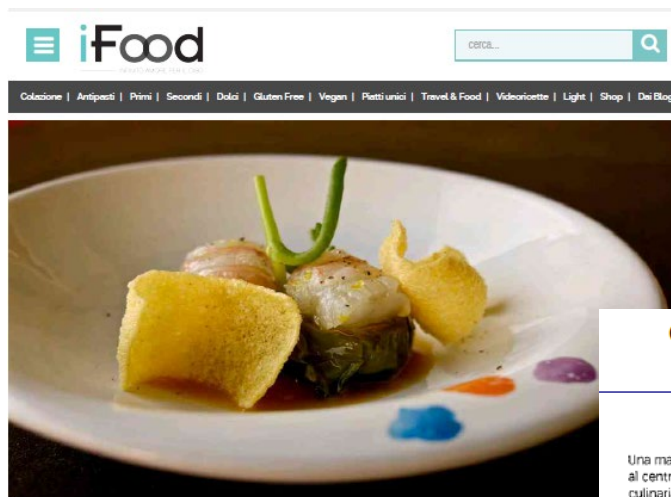 iFood
cerca...
Colazione | Antipasti | Primi | Secondi | Dolci | Gluten Free | Vegan | Piatti unici | Travel & Food | Videoricette | Light | Shop | Dai Blog
Una ma
al centr
culinari